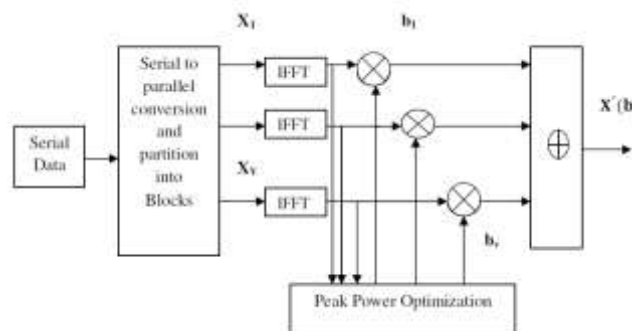 X₁
b₁
Serial to
parallel
conversion
and
partition
into
Blocks
IFFT
IFFT
Serial
Data
X'(b
Xᵥ
IFFT
bᵥ
Peak Power Optimization